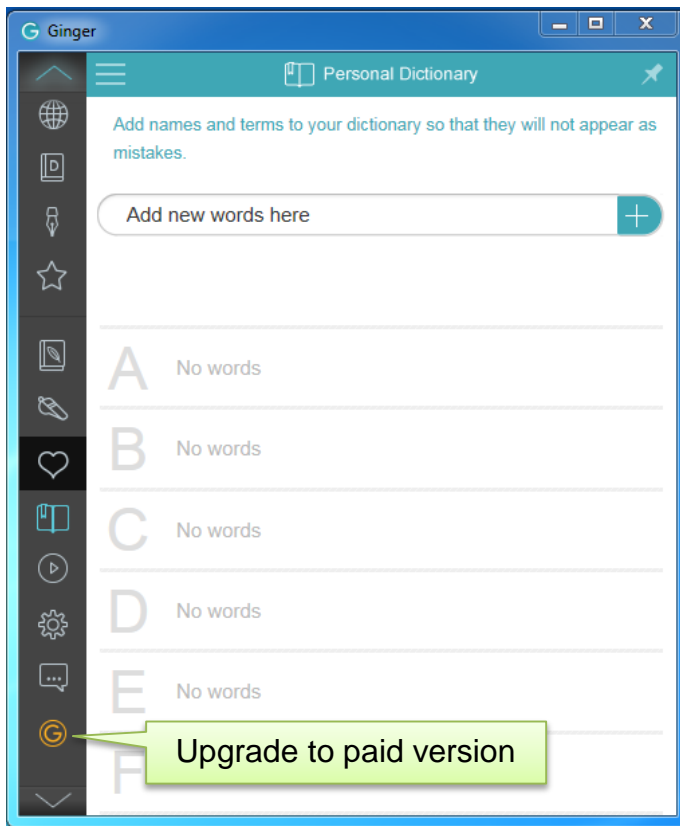 Ginger
Personal Dictionary
Add names and terms to your dictionary so that they will not appear as
mistakes.
Add new words here
A No words
B No words
C No words
D No words
E No words
F
Upgrade to paid version